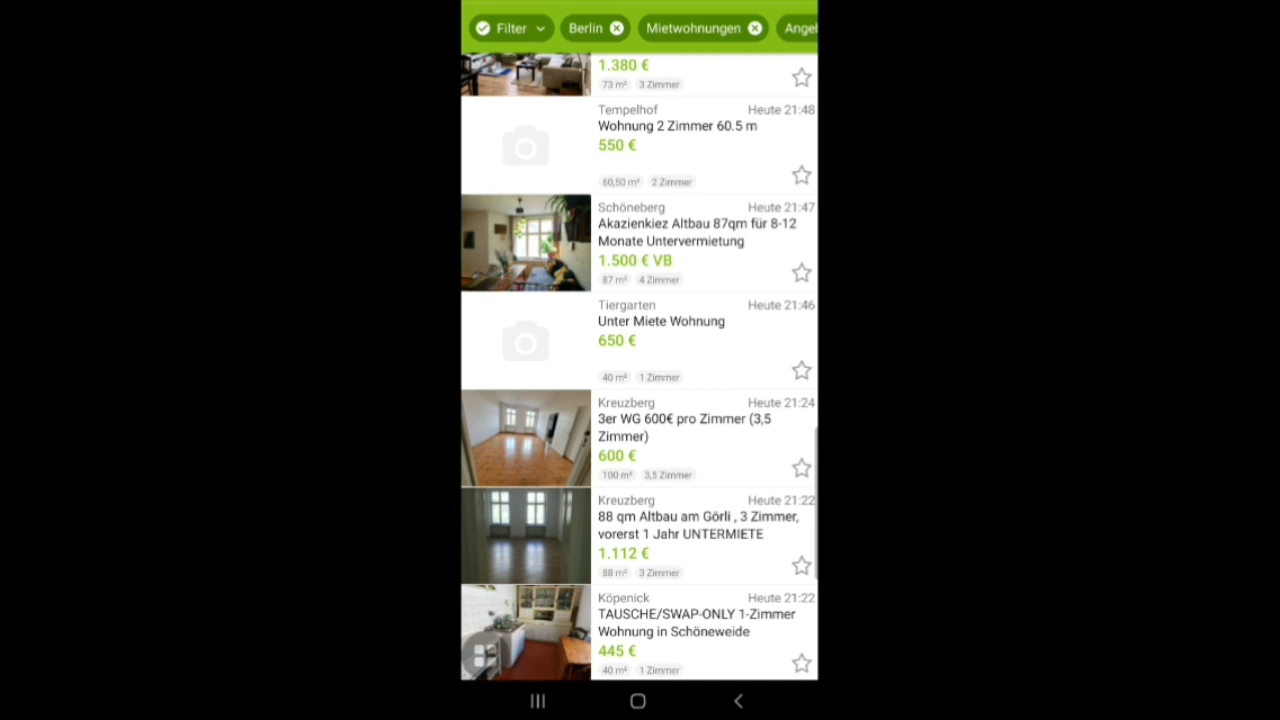 Filter
Berlin
Mietwohnungen
Angel
1.380 €
73 m² 3 Zimmer
Tempelhof Heute 21:48
Wohnung 2 Zimmer 60.5 m
550 €
60,50 m² 2 Zimmer
Schöneberg Heute 21:47
Akazienkiez Altbau 87qm für 8-12
Monate Untervermietung
1.500 € VB
87 m² 4 Zimmer
Tiergarten Heute 21:46
Unter Miete Wohnung
650 €
40 m² 1 Zimmer
Kreuzberg Heute 21:24
3er WG 600€ pro Zimmer (3,5
Zimmer)
600 €
100 m² 3,5 Zimmer
Kreuzberg Heute 21:22
88 qm Altbau am Görli , 3 Zimmer,
vorerst 1 Jahr UNTERMIETE
1.112 €
88 m² 3 Zimmer
Köpenick Heute 21:22
TAUSCHE/SWAP-ONLY 1-Zimmer
Wohnung in Schöneweide
445 €
40 m² 1 Zimmer